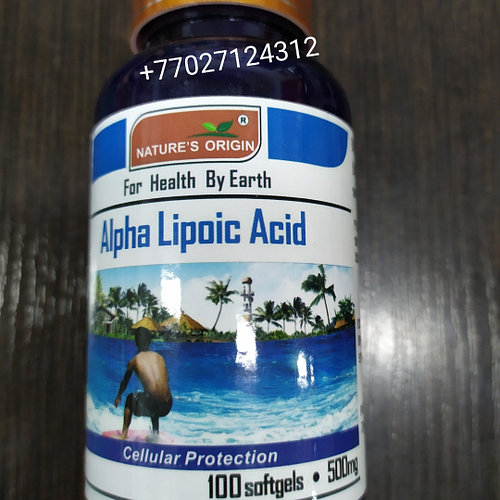 +77027124312
®
NATURE'S ORIGIN
For Health By Earth
Alpha Lipoic Acid
Cellular Protection
100 softgels • 500mg